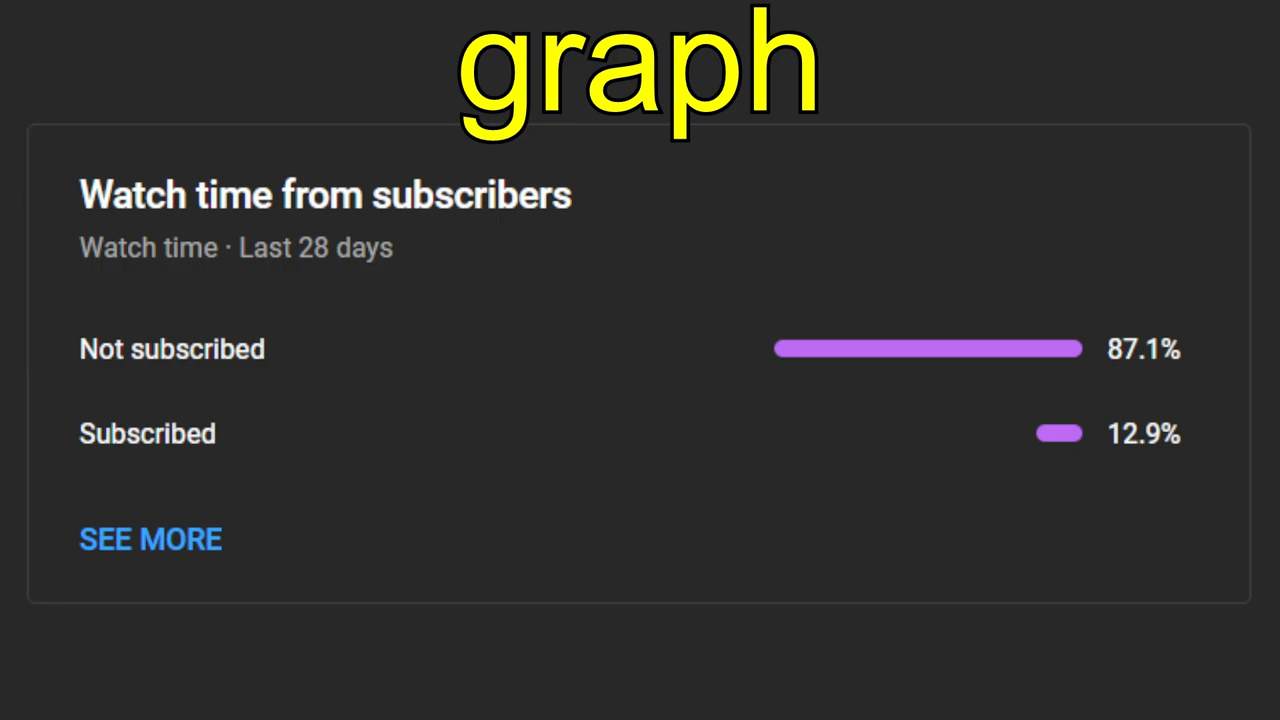 graph
Watch time from subscribers
Watch time · Last 28 days
Not subscribed 87.1%
Subscribed 12.9%
SEE MORE